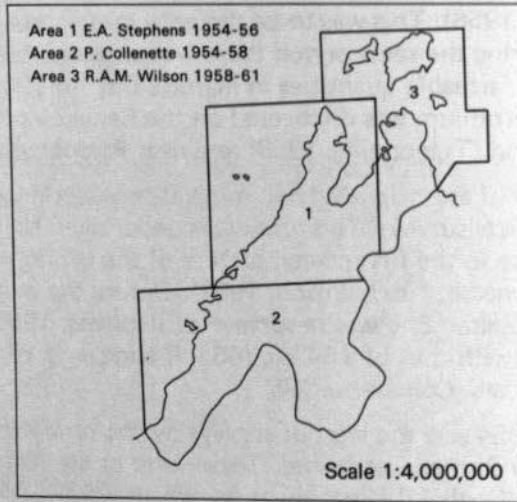 Area 1 E.A. Stephens 1954-56
Area 2 P. Collenette 1954-58
Area 3 R.A.M. Wilson 1958-61
3
1
2
Scale 1:4,000,000